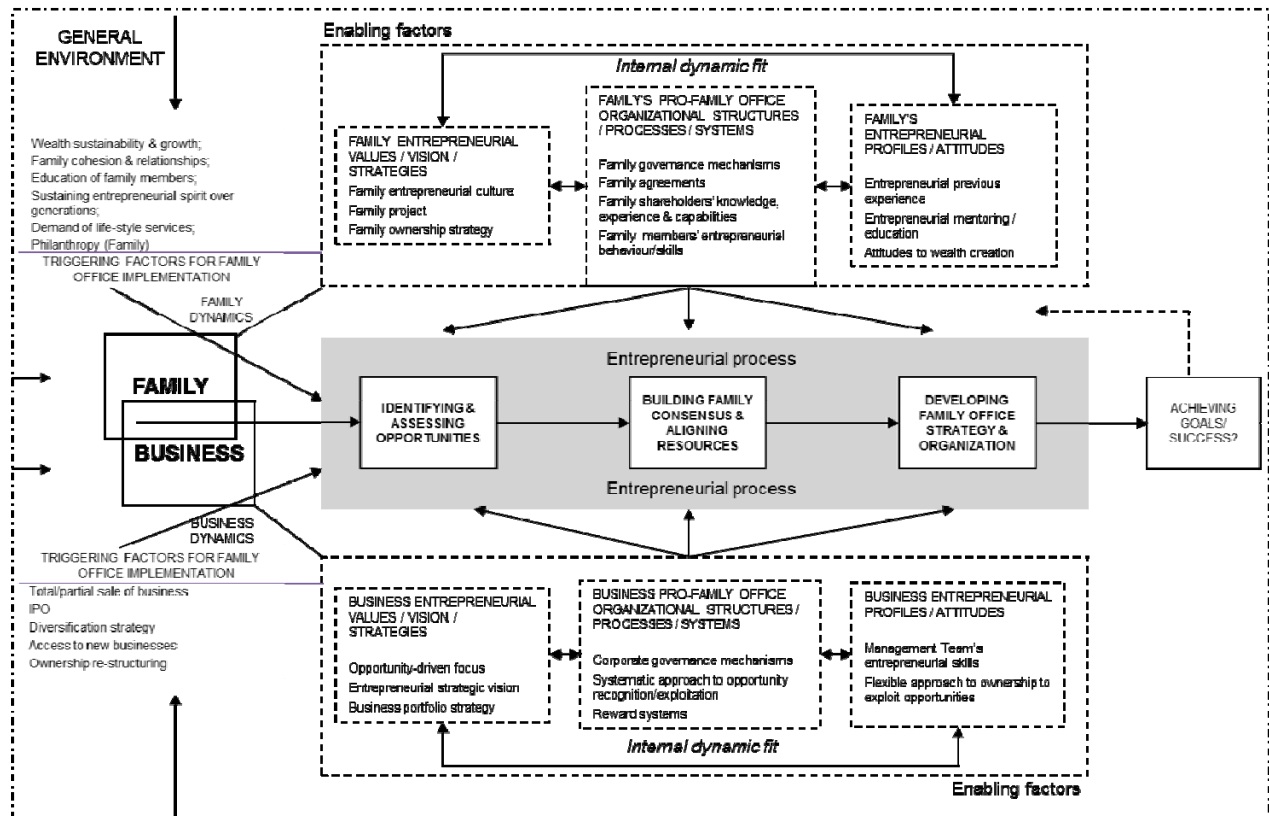 GENERAL
ENVIRONMENT
Enabling factors
Internal dynamic fit
FAMILY ENTREPRENEURIAL
VALUES / VISION /
STRATEGIES
Family entrepreneurial culture
Family project
Family ownership strategy
FAMILY'S PRO-FAMILY OFFICE
ORGANIZATIONAL STRUCTURES
/ PROCESSES / SYSTEMS
Family governance mechanisms
Family agreements
Family shareholders' knowledge,
experience & capabilities
Family members' entrepreneurial
behaviour/skills
FAMILY'S
ENTREPRENEURIAL
PROFILES / ATTITUDES
Entrepreneurial previous
experience
Entrepreneurial mentoring /
education
Attitudes to wealth creation
Wealth sustainability & growth;
Family cohesion & relationships;
Education of family members;
Sustaining entrepreneurial spirit over
generations;
Demand of life-style services;
Philanthropy (Family)
TRIGGERING FACTORS FOR FAMILY
OFFICE IMPLEMENTATION
FAMILY
DYNAMICS
FAMILY
BUSINESS
Entrepreneurial process
IDENTIFYING &
ASSESSING
OPPORTUNITIES
BUILDING FAMILY
CONSENSUS &
ALIGNING
RESOURCES
DEVELOPING
FAMILY OFFICE
STRATEGY &
ORGANIZATION
ACHIEVING
GOALS/
SUCCESS?
Entrepreneurial process
BUSINESS
DYNAMICS
TRIGGERING FACTORS FOR FAMILY
OFFICE IMPLEMENTATION
Total/partial sale of business
IPO
Diversification strategy
Access to new businesses
Ownership re-structuring
BUSINESS ENTREPRENEURIAL
VALUES / VISION /
STRATEGIES
Opportunity-driven focus
Entrepreneurial strategic vision
Business portfolio strategy
BUSINESS PRO-FAMILY OFFICE
ORGANIZATIONAL STRUCTURES /
PROCESSES / SYSTEMS
Corporate governance mechanisms
Systematic approach to opportunity
recognition/exploitation
Reward systems
BUSINESS ENTREPRENEURIAL
PROFILES / ATTITUDES
Management Team's
entrepreneurial skills
Flexible approach to ownership to
exploit opportunities
Internal dynamic fit
Enabling factors